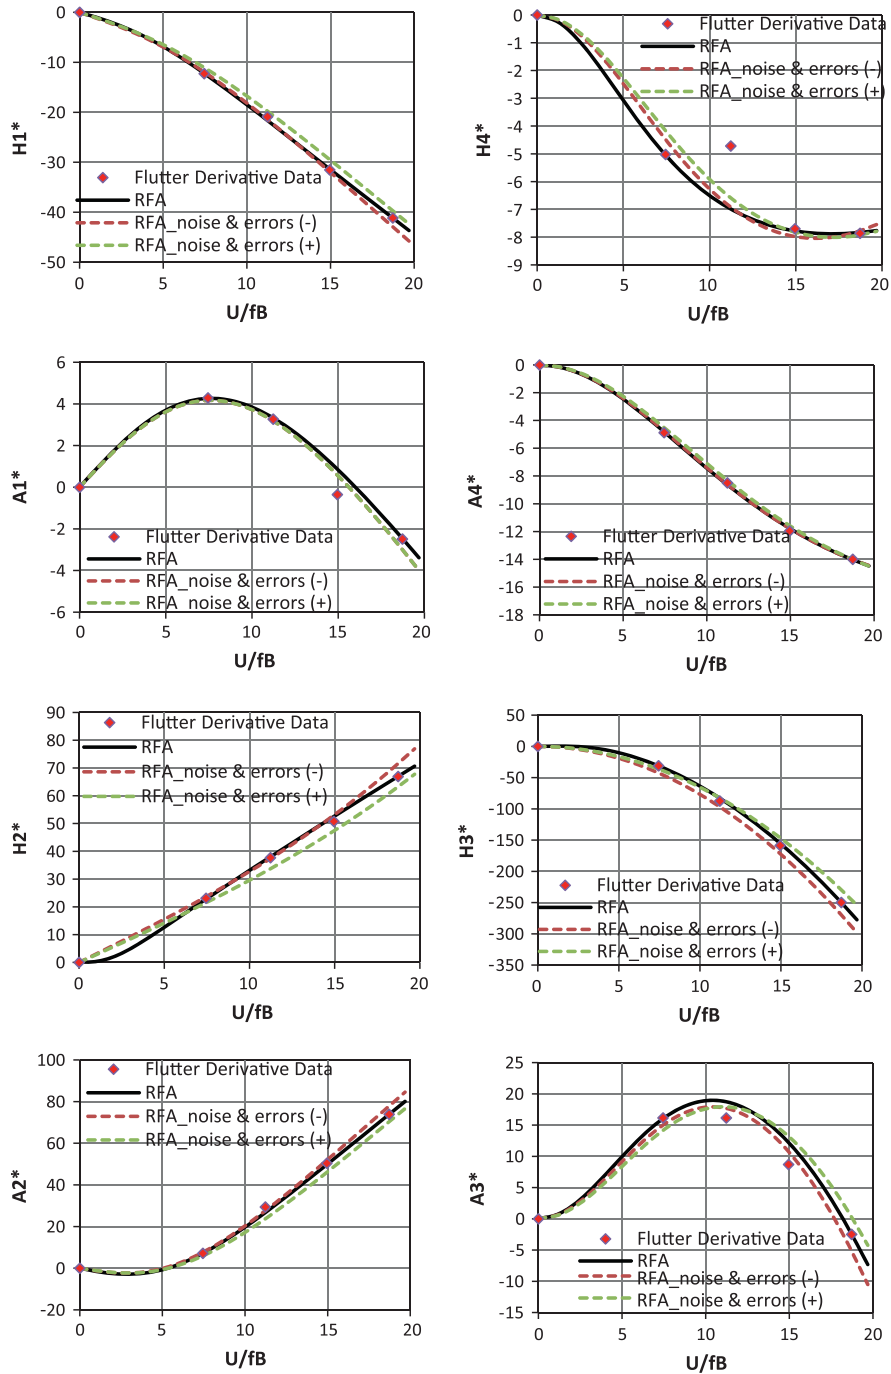 H1*
0
-10
-20
-30
-40
-50
Flutter Derivative Data
RFA
RFA_noise & errors (-)
RFA_noise & errors (+)
0 5 10 15 20
U/fB
H4*
0
-1
-2
-3
-4
-5
-6
-7
-8
-9
Flutter Derivative Data
RFA
RFA_noise & errors (-)
RFA_noise & errors (+)
0 5 10 15 20
U/fB
A1*
6
4
2
0
-2
-4
-6
Flutter Derivative Data
RFA
RFA_noise & errors (-)
RFA_noise & errors (+)
0 5 10 15 20
U/fB
A4*
0
-2
-4
-6
-8
-10
-12
-14
-16
-18
Flutter Derivative Data
RFA
RFA_noise & errors (-)
RFA_noise & errors (+)
0 5 10 15 20
U/fB
H2*
90
80
70
60
50
40
30
20
10
0
Flutter Derivative Data
RFA
RFA_noise & errors (-)
RFA_noise & errors (+)
0 5 10 15 20
U/fB
H3*
50
0
-50
-100
-150
-200
-250
-300
-350
Flutter Derivative Data
RFA
RFA_noise & errors (-)
RFA_noise & errors (+)
0 5 10 15 20
U/fB
A2*
100
80
60
40
20
0
-20
Flutter Derivative Data
RFA
RFA_noise & errors (-)
RFA_noise & errors (+)
0 5 10 15 20
U/fB
A3*
25
20
15
10
5
0
-5
-10
-15
Flutter Derivative Data
RFA
RFA_noise & errors (-)
RFA_noise & errors (+)
0 5 10 15 20
U/fB